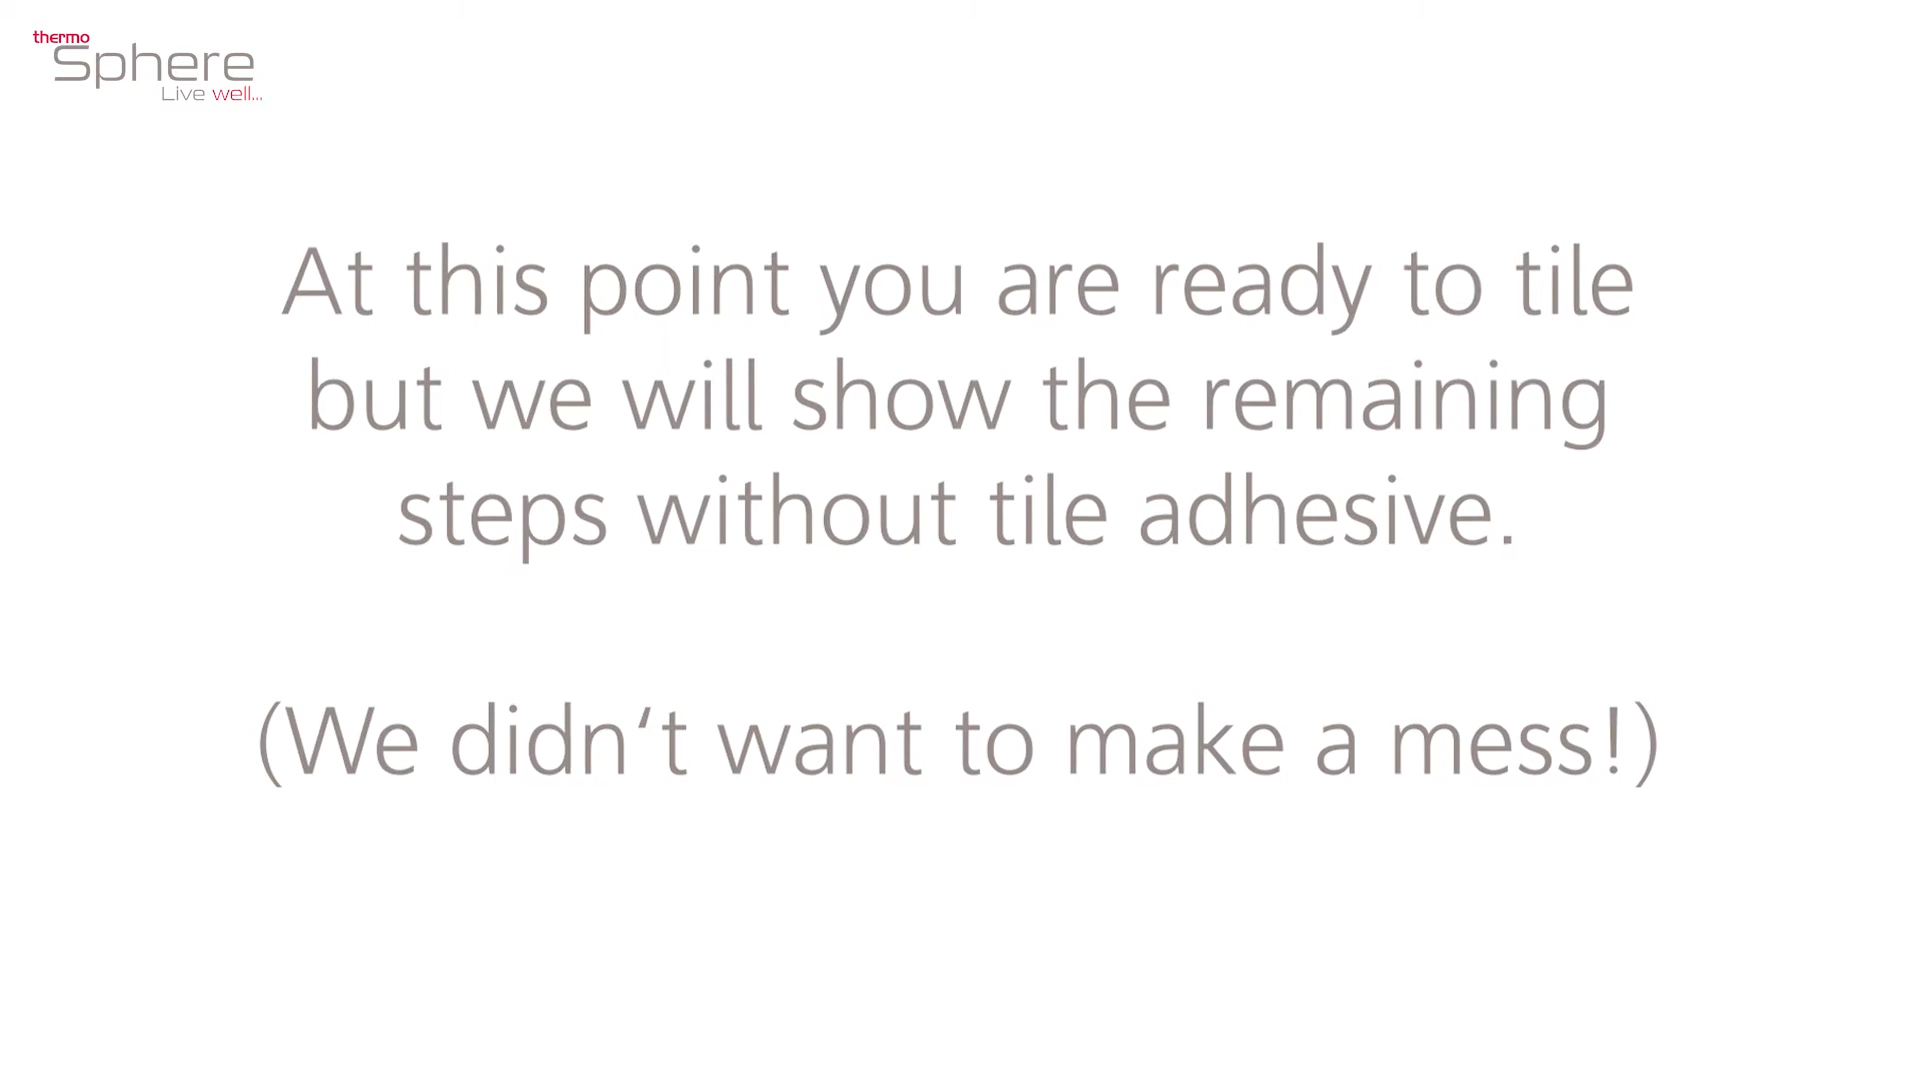 thermo
Sphere
Live well...
At this point you are ready to tile
but we will show the remaining
steps without tile adhesive.
(We didn‘t want to make a mess!)